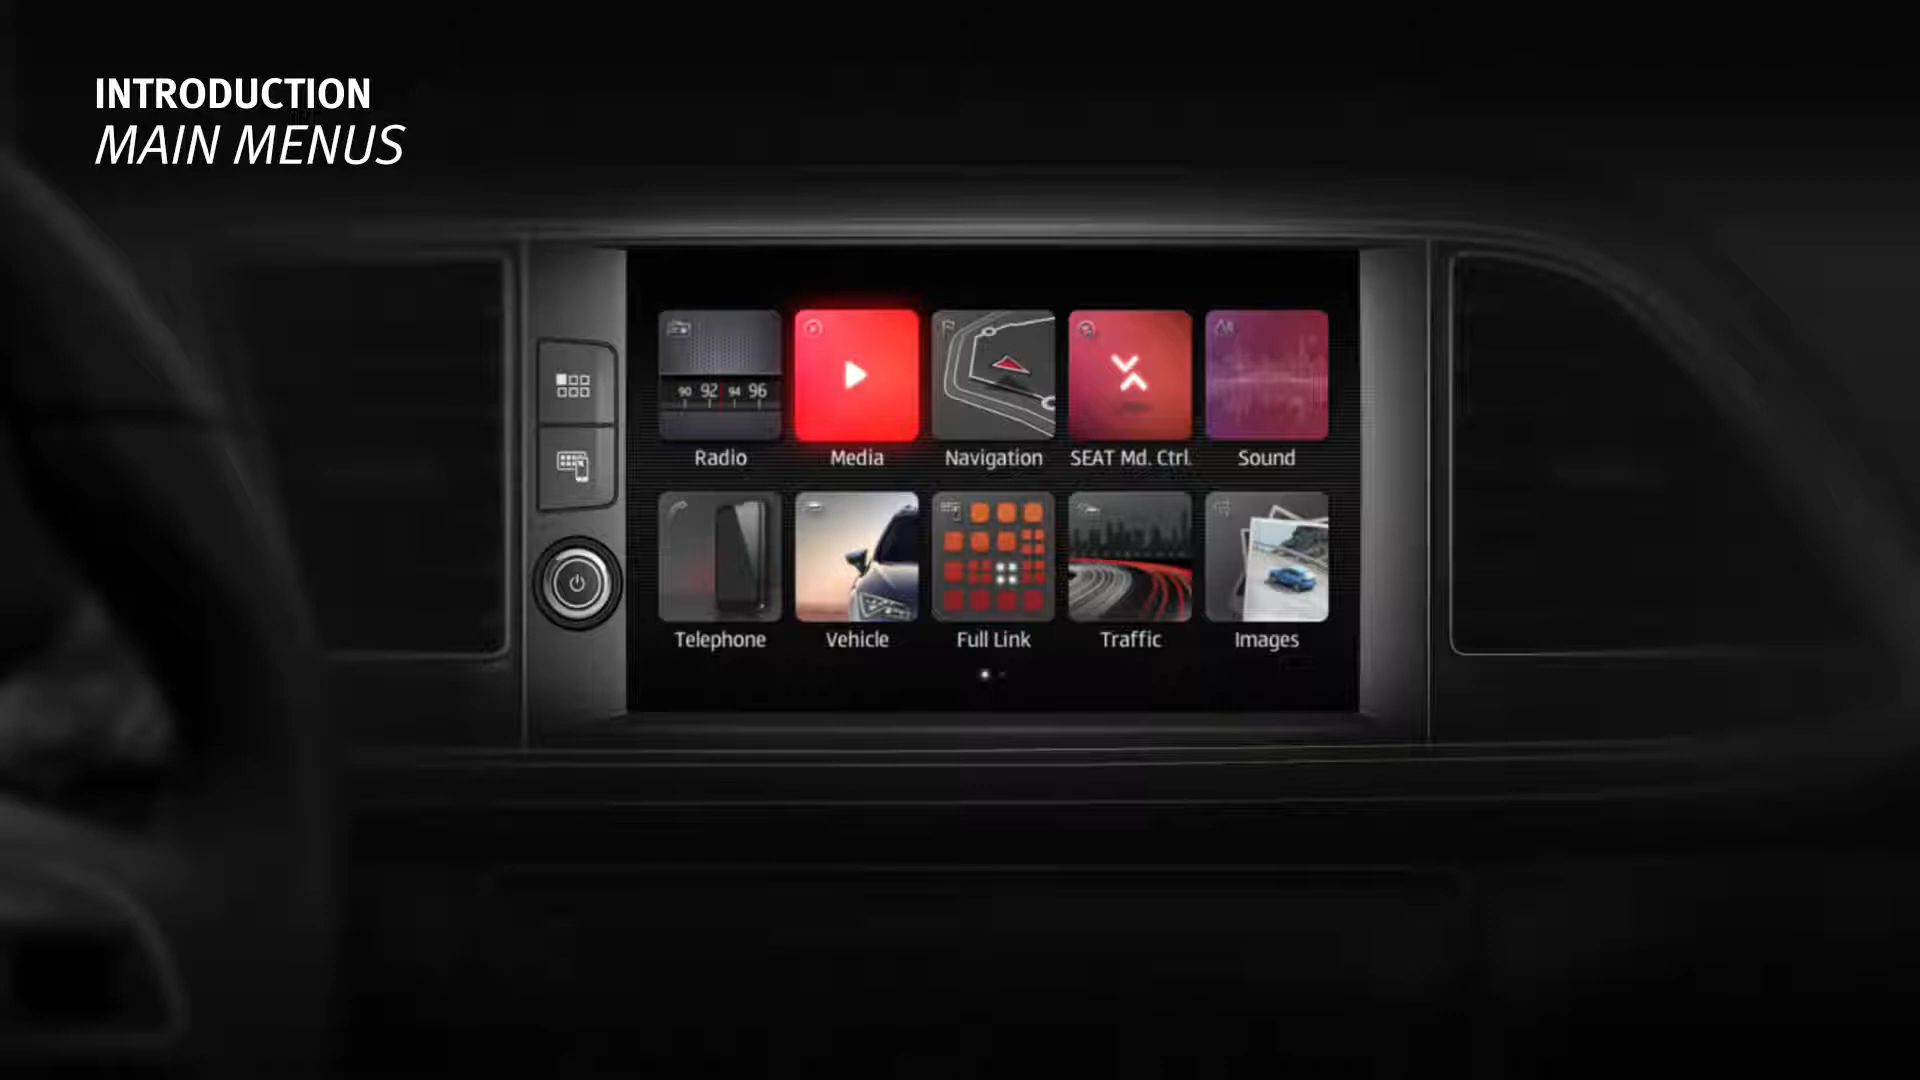 INTRODUCTION
MAIN MENUS
90 92 94 96
Radio
Media
Navigation
SEAT Md. Ctrl.
Sound
Telephone
Vehicle
Full Link
Traffic
Images